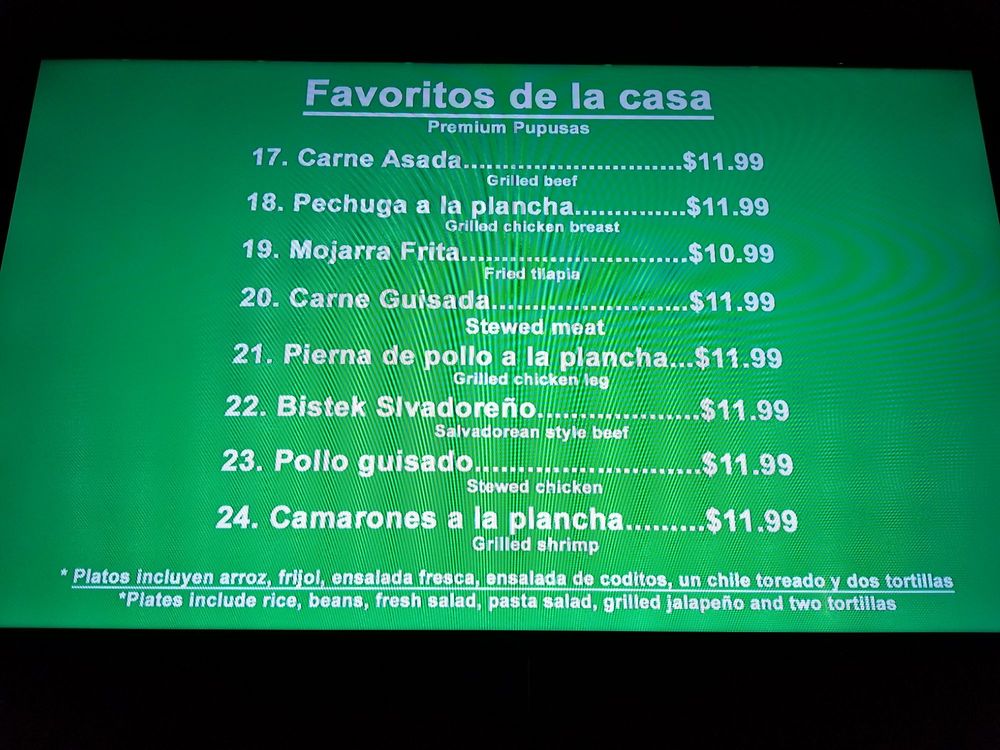 Favoritos de la casa
Premium Pupusas
17. Carne Asada..............................$11.99
Grilled beef
18. Pechuga a la plancha...............$11.99
Grilled chicken breast
19. Mojarra Frita...............................$10.99
Fried tilapia
20. Carne Guisada...........................$11.99
Stewed meat
21. Pierna de pollo a la plancha...$11.99
Grilled chicken leg
22. Bistek Slvadoreño.....................$11.99
Salvadorean style beef
23. Pollo guisado.............................$11.99
Stewed chicken
24. Camarones a la plancha..........$11.99
Grilled shrimp
* Platos incluyen arroz, frijol, ensalada fresca, ensalada de coditos, un chile toreado y dos tortillas
*Plates include rice, beans, fresh salad, pasta salad, grilled jalapeño and two tortillas